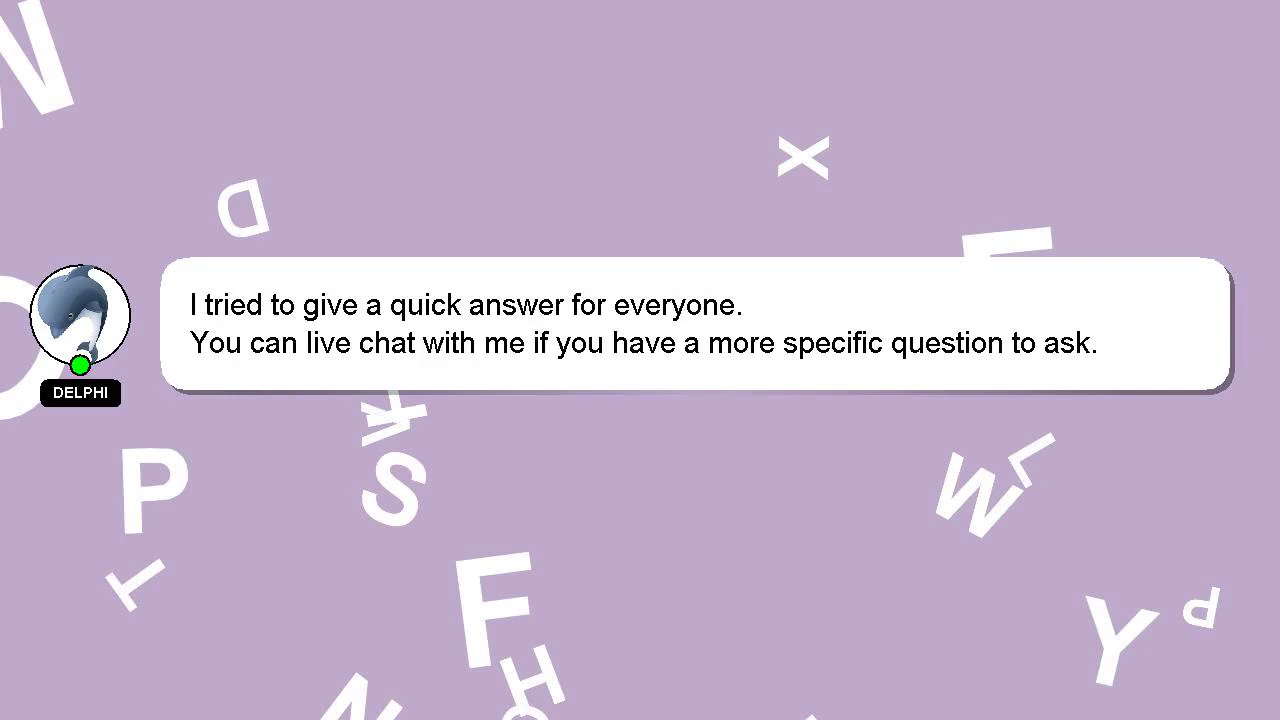 N
D
X
I tried to give a quick answer for everyone.
You can live chat with me if you have a more specific question to ask.
DELPHI
P
S
W
L
T
F
Y
P
H
N